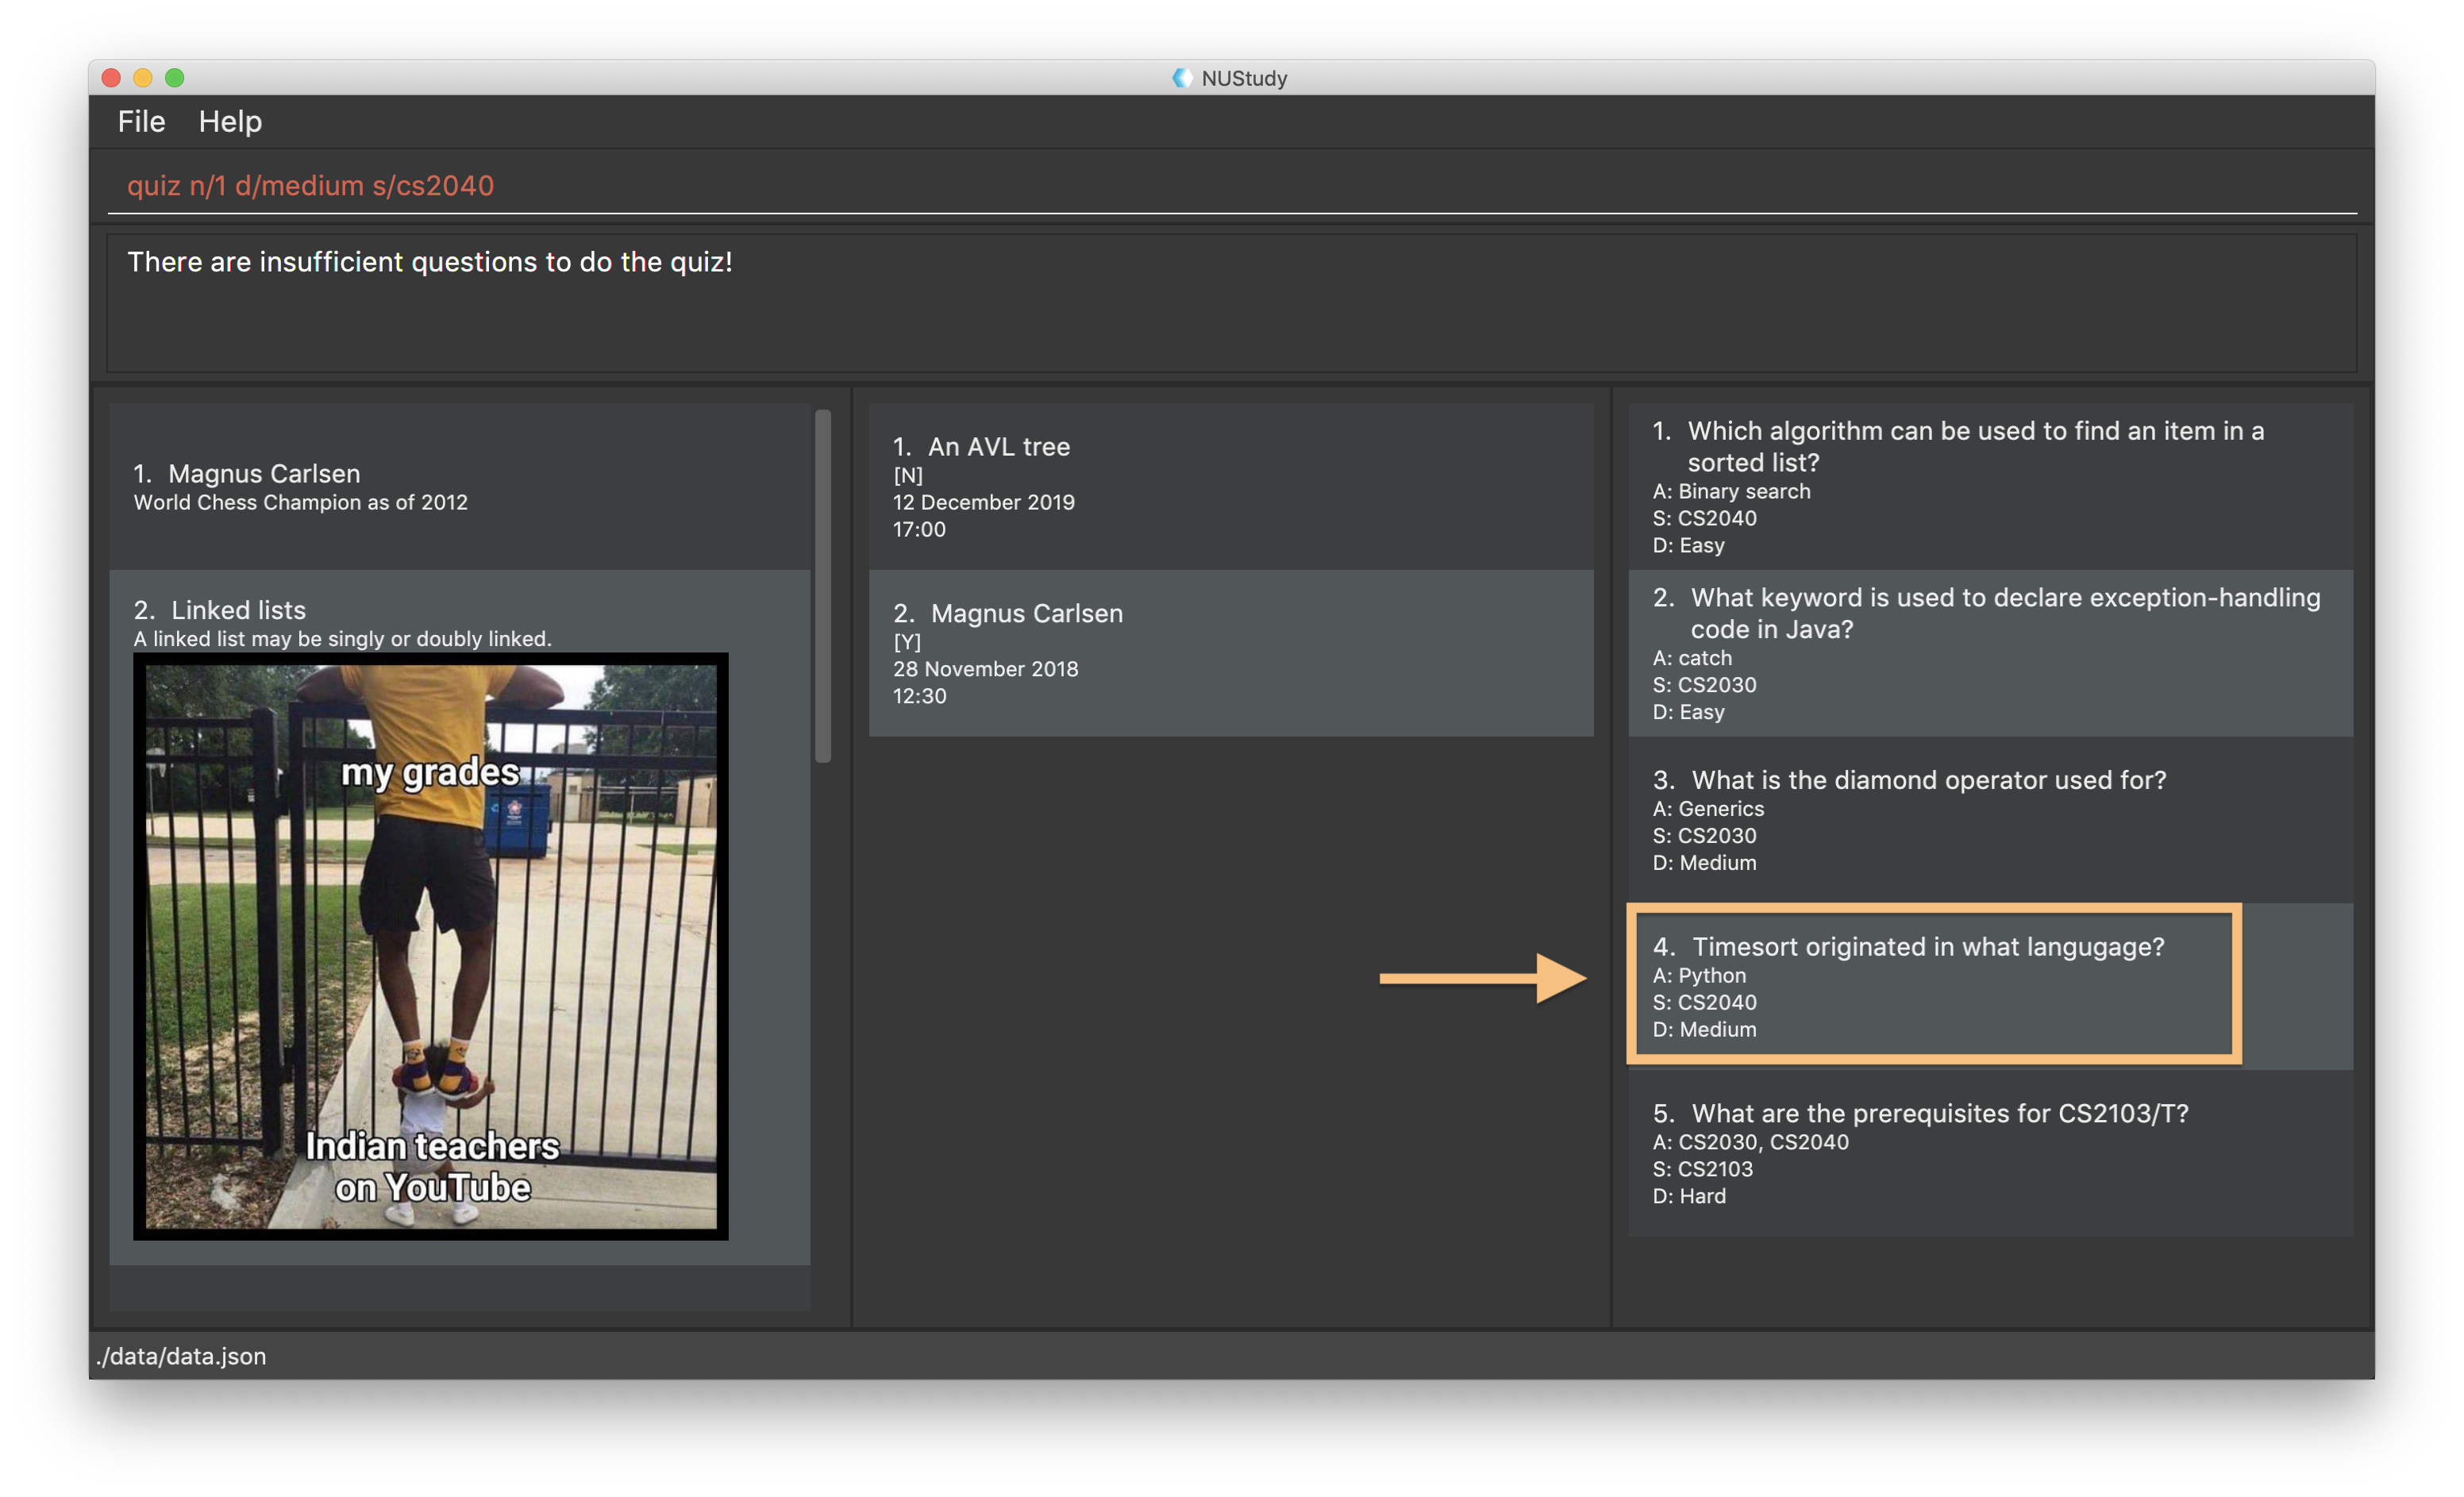 NUStudy
File Help
quiz n/1 d/medium s/cs2040
There are insufficient questions to do the quiz!
1. Magnus Carlsen
World Chess Champion as of 2012
2. Linked lists
A linked list may be singly or doubly linked.
my grades
Indian teachers
on YouTube
1. An AVL tree
[N]
12 December 2019
17:00
2. Magnus Carlsen
[Y]
28 November 2018
12:30
1. Which algorithm can be used to find an item in a
sorted list?
A: Binary search
S: CS2040
D: Easy
2. What keyword is used to declare exception-handling
code in Java?
A: catch
S: CS2030
D: Easy
3. What is the diamond operator used for?
A: Generics
S: CS2030
D: Medium
4. Timesort originated in what langugage?
A: Python
S: CS2040
D: Medium
5. What are the prerequisites for CS2103/T?
A: CS2030, CS2040
S: CS2103
D: Hard
./data/data.json